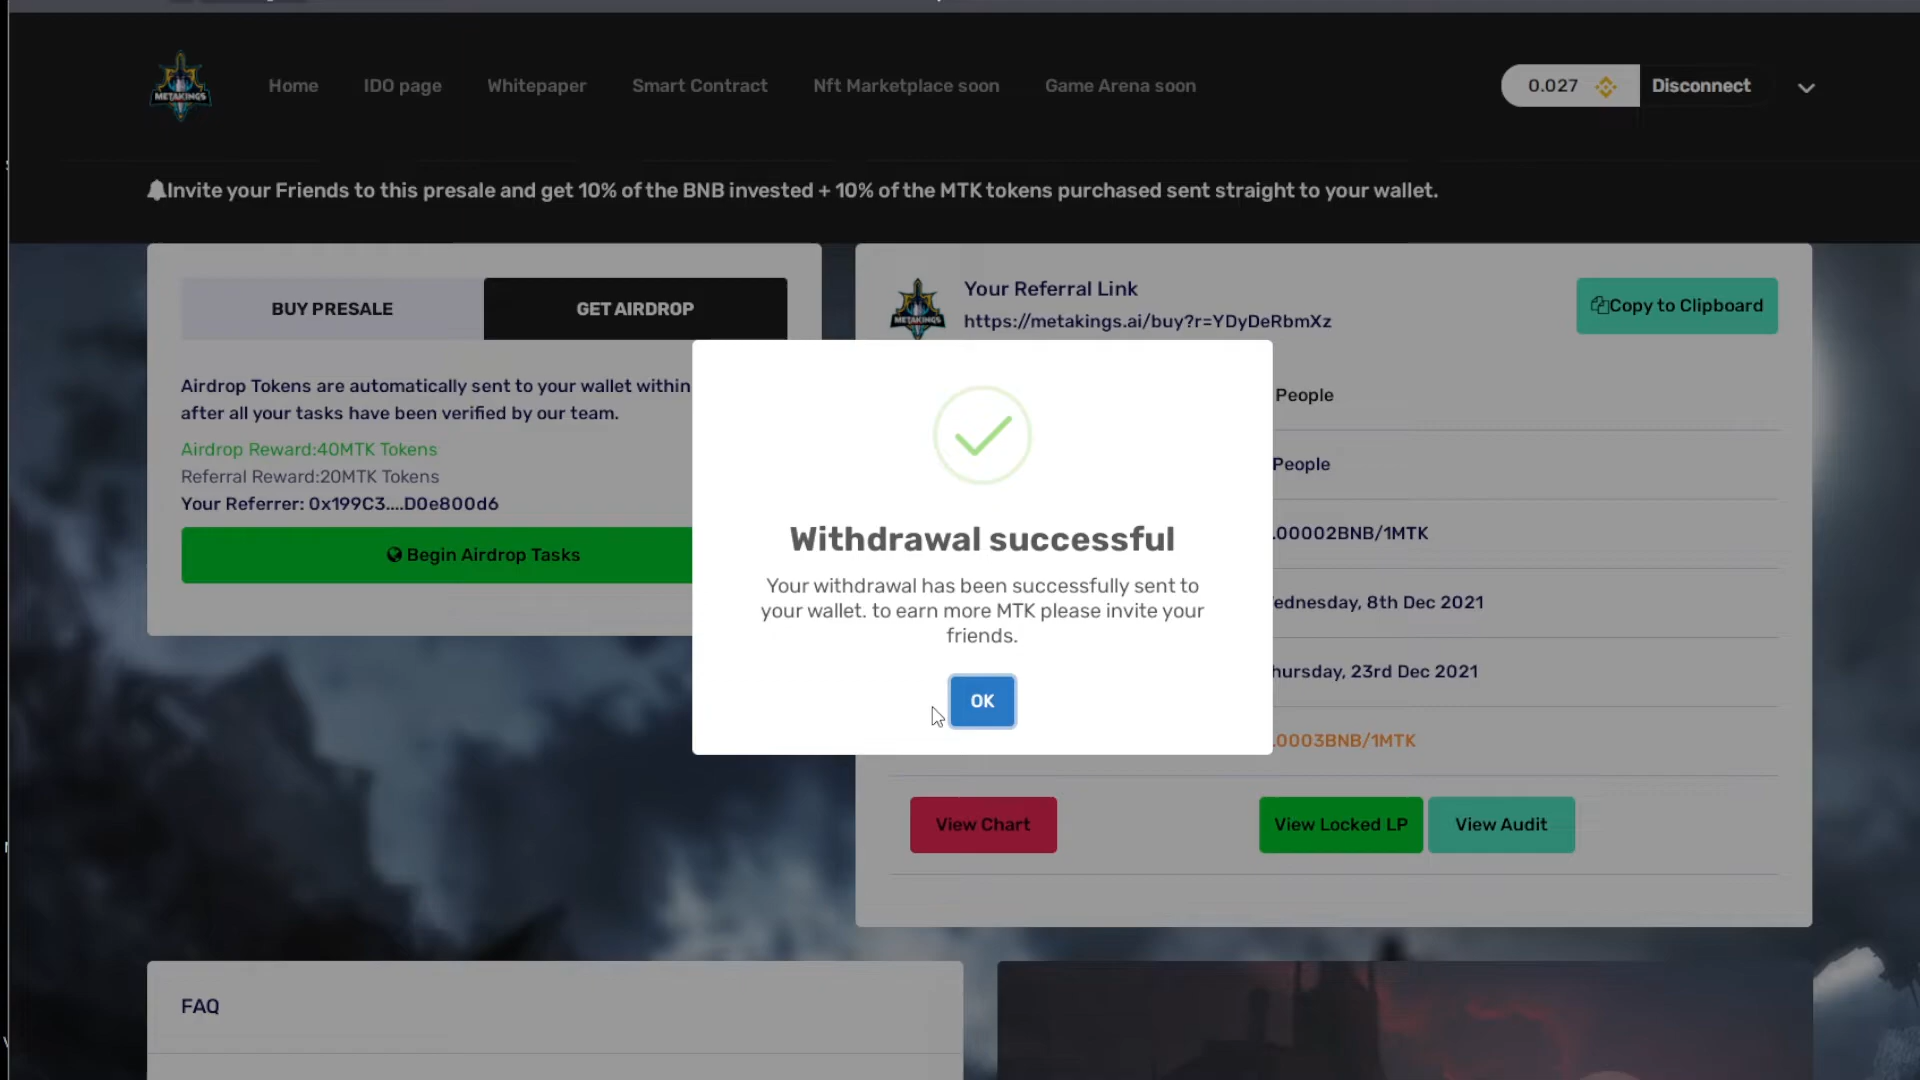 METAKINGS
Home
IDO page
Whitepaper
Smart Contract
Nft Marketplace soon
Game Arena soon
0.027
Disconnect
Invite your Friends to this presale and get 10% of the BNB invested + 10% of the MTK tokens purchased sent straight to your wallet.
BUY PRESALE
GET AIRDROP
Airdrop Tokens are automatically sent to your wallet within
after all your tasks have been verified by our team.
Airdrop Reward:40MTK Tokens
Referral Reward:20MTK Tokens
Your Referrer: 0x199C3....D0e800d6
Begin Airdrop Tasks
METAKINGS
Your Referral Link
https://metakings.ai/buy?r=YDyDeRbmXz
Copy to Clipboard
People
People
.00002BNB/1MTK
ednesday, 8th Dec 2021
hursday, 23rd Dec 2021
.0003BNB/1MTK
View Chart
View Locked LP
View Audit
Withdrawal successful
Your withdrawal has been successfully sent to
your wallet. to earn more MTK please invite your
friends.
OK
FAQ